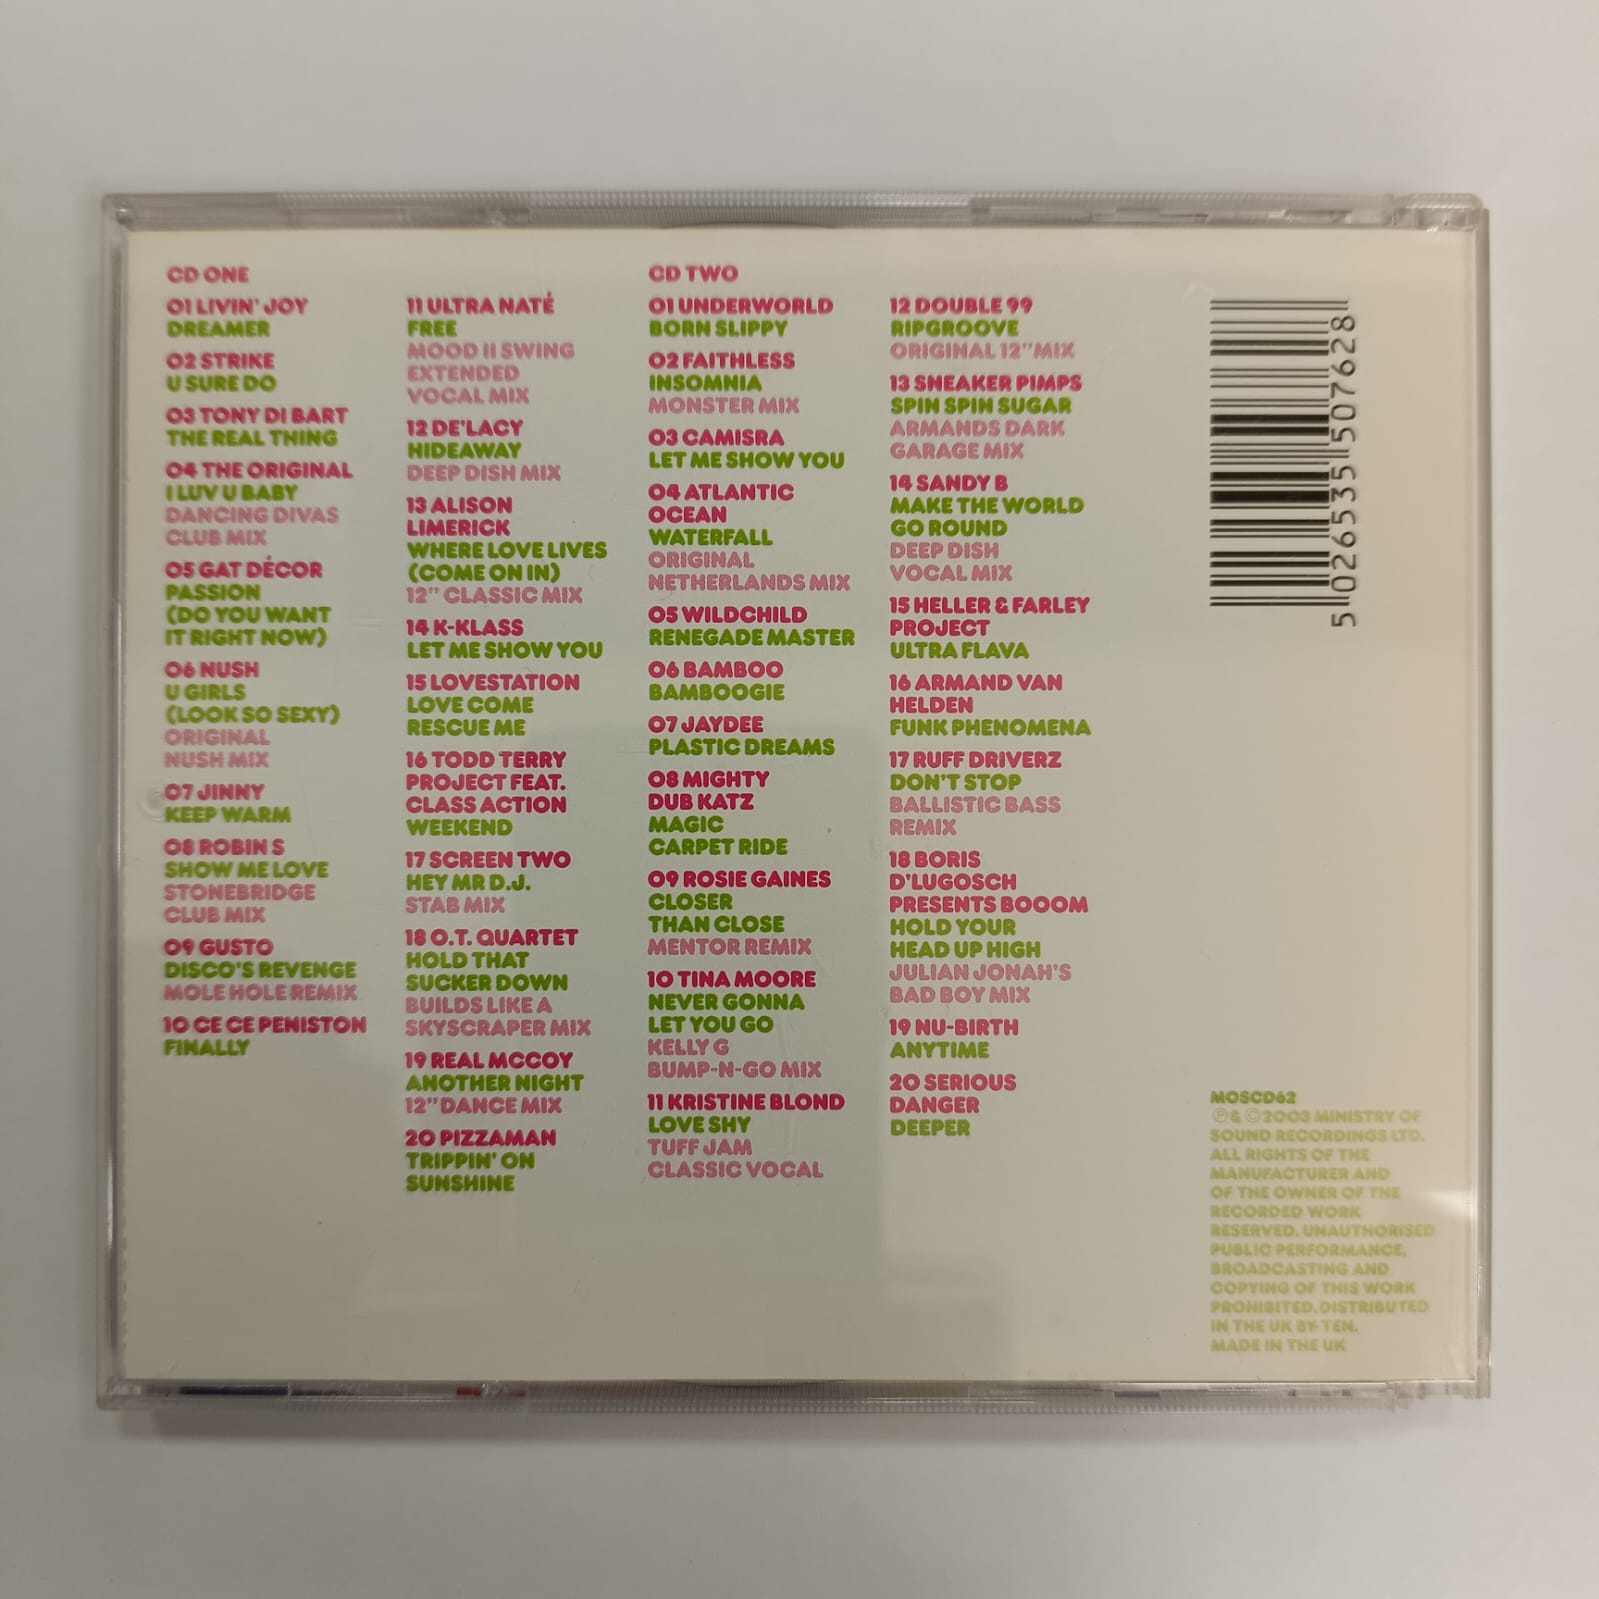 CD ONE
01 LIVIN' JOY
DREAMER
02 STRIKE
U SURE DO
03 TONY DI BART
THE REAL THING
04 THE ORIGINAL
I LUV U BABY
DANCING DIVAS
CLUB MIX
05 GAT DÉCOR
PASSION
(DO YOU WANT
IT RIGHT NOW)
06 NUSH
U GIRLS
(LOOK SO SEXY)
ORIGINAL
NUSH MIX
07 JINNY
KEEP WARM
08 ROBIN S
SHOW ME LOVE
STONEBRIDGE
CLUB MIX
09 GUSTO
DISCO'S REVENGE
MOLE HOLE REMIX
10 CE CE PENISTON
FINALLY
11 ULTRA NATÉ
FREE
MOOD II SWING
EXTENDED
VOCAL MIX
12 DE'LACY
HIDEAWAY
DEEP DISH MIX
13 ALISON
LIMERICK
WHERE LOVE LIVES
(COME ON IN)
12" CLASSIC MIX
14 K-KLASS
LET ME SHOW YOU
15 LOVESTATION
LOVE COME
RESCUE ME
16 TODD TERRY
PROJECT FEAT.
CLASS ACTION
WEEKEND
17 SCREEN TWO
HEY MR D.J.
STAB MIX
18 O.T. QUARTET
HOLD THAT
SUCKER DOWN
BUILDS LIKE A
SKYSCRAPER MIX
19 REAL MCCOY
ANOTHER NIGHT
12" DANCE MIX
20 PIZZAMAN
TRIPPIN' ON
SUNSHINE
CD TWO
01 UNDERWORLD
BORN SLIPPY
02 FAITHLESS
INSOMNIA
MONSTER MIX
03 CAMISRA
LET ME SHOW YOU
04 ATLANTIC
OCEAN
WATERFALL
ORIGINAL
NETHERLANDS MIX
05 WILDCHILD
RENEGADE MASTER
06 BAMBOO
BAMBOOGIE
07 JAYDEE
PLASTIC DREAMS
08 MIGHTY
DUB KATZ
MAGIC
CARPET RIDE
09 ROSIE GAINES
CLOSER
THAN CLOSE
MENTOR REMIX
10 TINA MOORE
NEVER GONNA
LET YOU GO
KELLY G
BUMP-N-GO MIX
11 KRISTINE BLOND
LOVE SHY
TUFF JAM
CLASSIC VOCAL
12 DOUBLE 99
RIPGROOVE
ORIGINAL 12" MIX
13 SNEAKER PIMPS
SPIN SPIN SUGAR
ARMANDS DARK
GARAGE MIX
14 SANDY B
MAKE THE WORLD
GO ROUND
DEEP DISH
VOCAL MIX
15 HELLER & FARLEY
PROJECT
ULTRA FLAVA
16 ARMAND VAN
HELDEN
FUNK PHENOMENA
17 RUFF DRIVERZ
DON'T STOP
BALLISTIC BASS
REMIX
18 BORIS
D'LUGOSCH
PRESENTS BOOOM
HOLD YOUR
HEAD UP HIGH
JULIAN JONAH'S
BAD BOY MIX
19 NU-BIRTH
ANYTIME
20 SERIOUS
DANGER
DEEPER
5 026535 507628
MOSCD62
℗ & © 2003 MINISTRY OF
SOUND RECORDINGS LTD.
ALL RIGHTS OF THE
MANUFACTURER AND
OF THE OWNER OF THE
RECORDED WORK
RESERVED. UNAUTHORISED
PUBLIC PERFORMANCE,
BROADCASTING AND
COPYING OF THIS WORK
PROHIBITED. DISTRIBUTED
IN THE UK BY TEN.
MADE IN THE UK